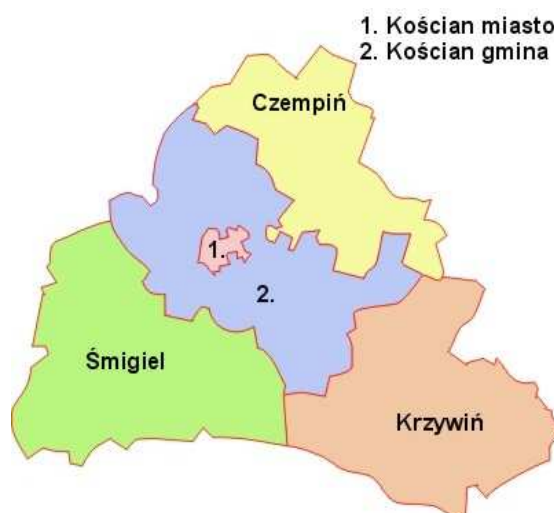 1. Kościan miasto
2. Kościan gmina
Czempiń
1.
2.
Śmigiel
Krzywiń